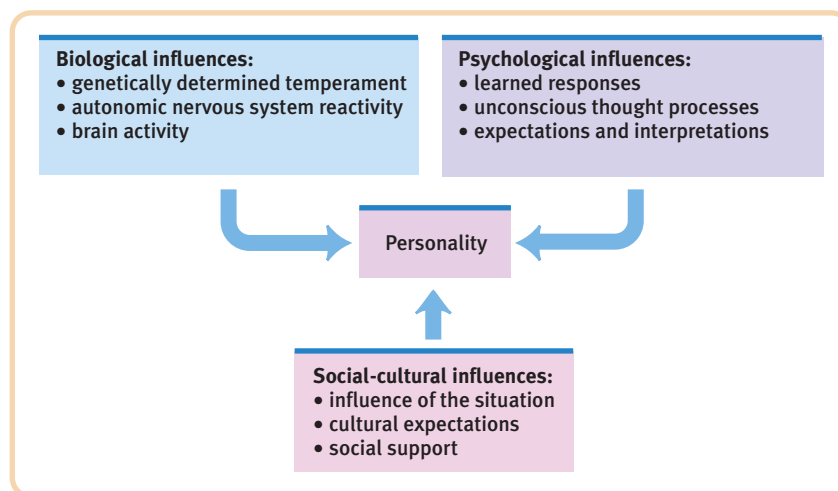 Biological influences:
• genetically determined temperament
• autonomic nervous system reactivity
• brain activity
Psychological influences:
• learned responses
• unconscious thought processes
• expectations and interpretations
Personality
Social-cultural influences:
• influence of the situation
• cultural expectations
• social support